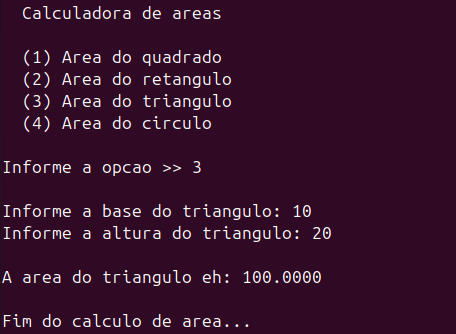 Calculadora de areas
(1) Area do quadrado
(2) Area do retangulo
(3) Area do triangulo
(4) Area do circulo
Informe a opcao >> 3
Informe a base do triangulo: 10
Informe a altura do triangulo: 20
A area do triangulo eh: 100.0000
Fim do calculo de area...